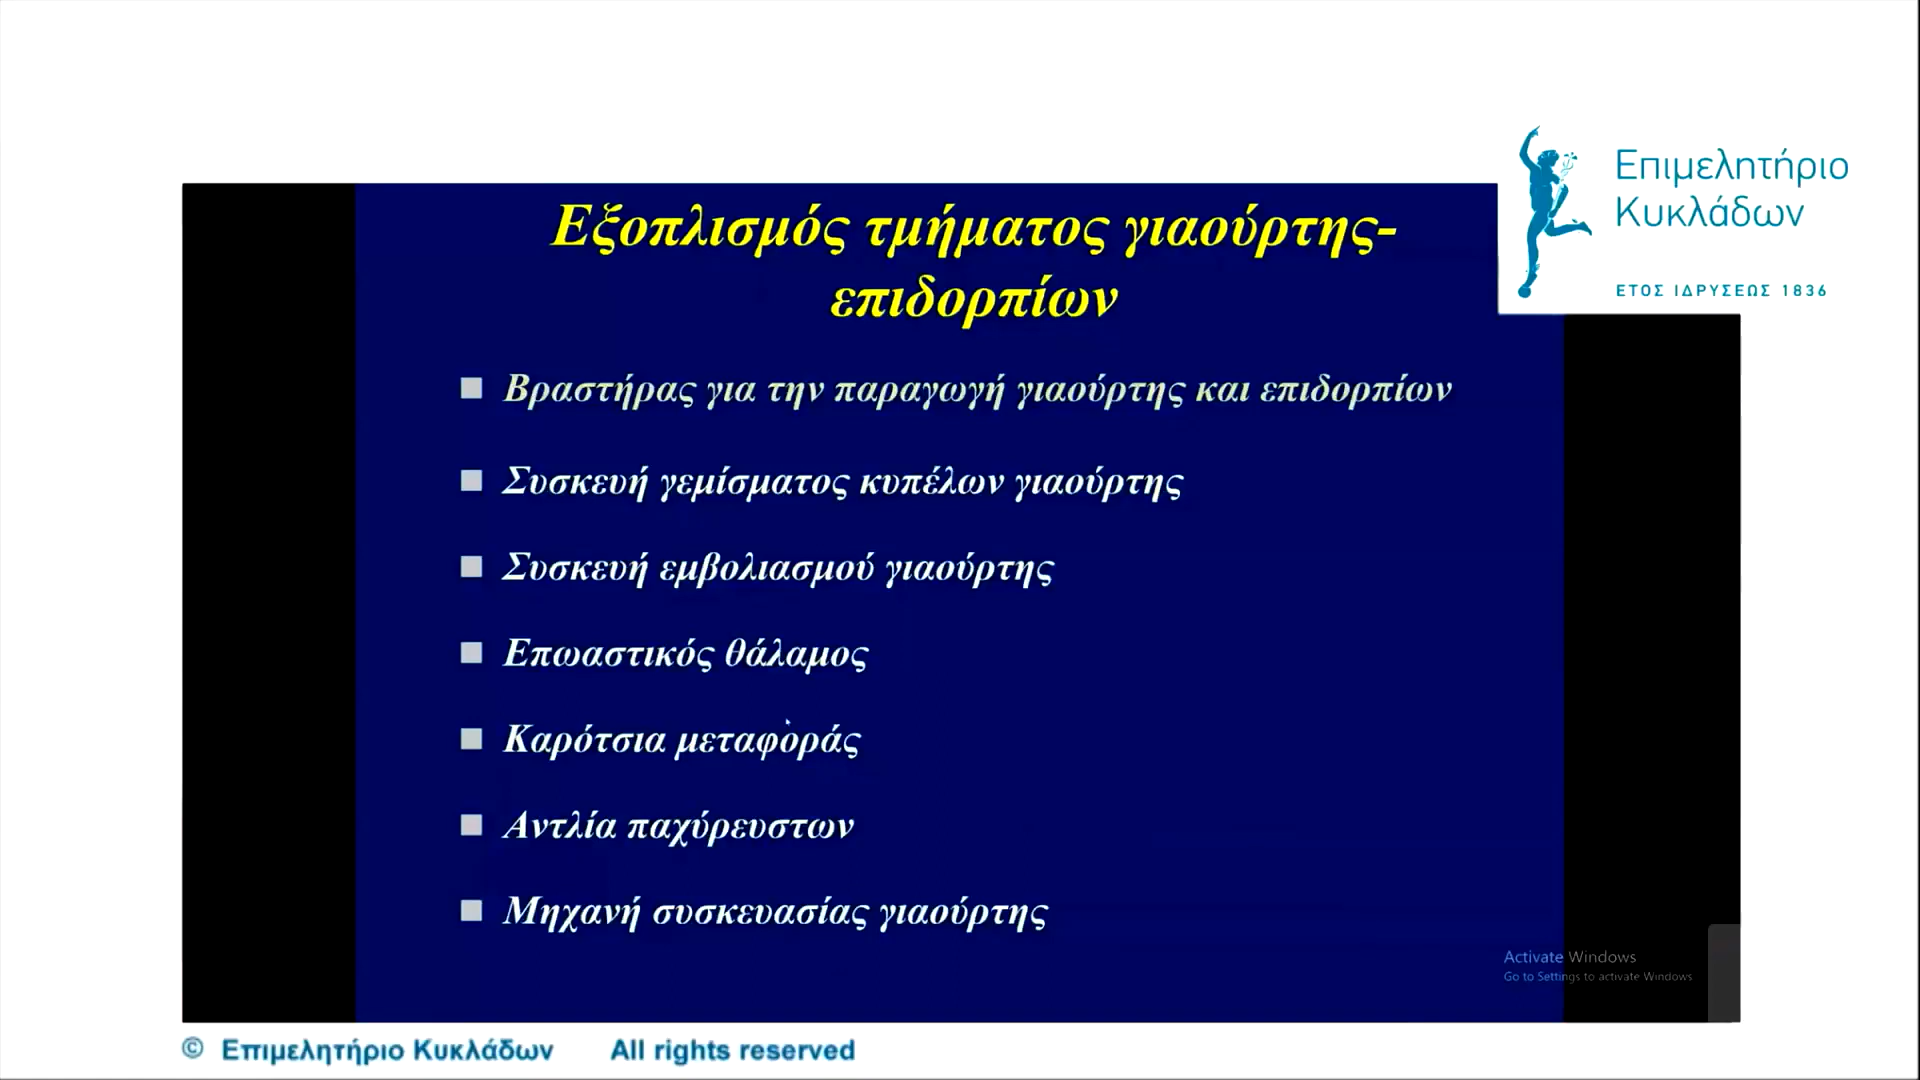 Επιμελητήριο
Κυκλάδων
ΕΤΟΣ ΙΔΡΥΣΕΩΣ 1836
Εξοπλισμός τμήματος γιαούρτης-
επιδορπίων
Βραστήρας για την παραγωγή γιαούρτης και επιδορπίων
Συσκευή γεμίσματος κυπέλων γιαούρτης
Συσκευή εμβολιασμού γιαούρτης
Επωαστικός θάλαμος
Καρότσια μεταφοράς
Αντλία παχύρευστων
Μηχανή συσκευασίας γιαούρτης
Activate Windows
Go to Settings to activate Windows
© Επιμελητήριο Κυκλάδων All rights reserved